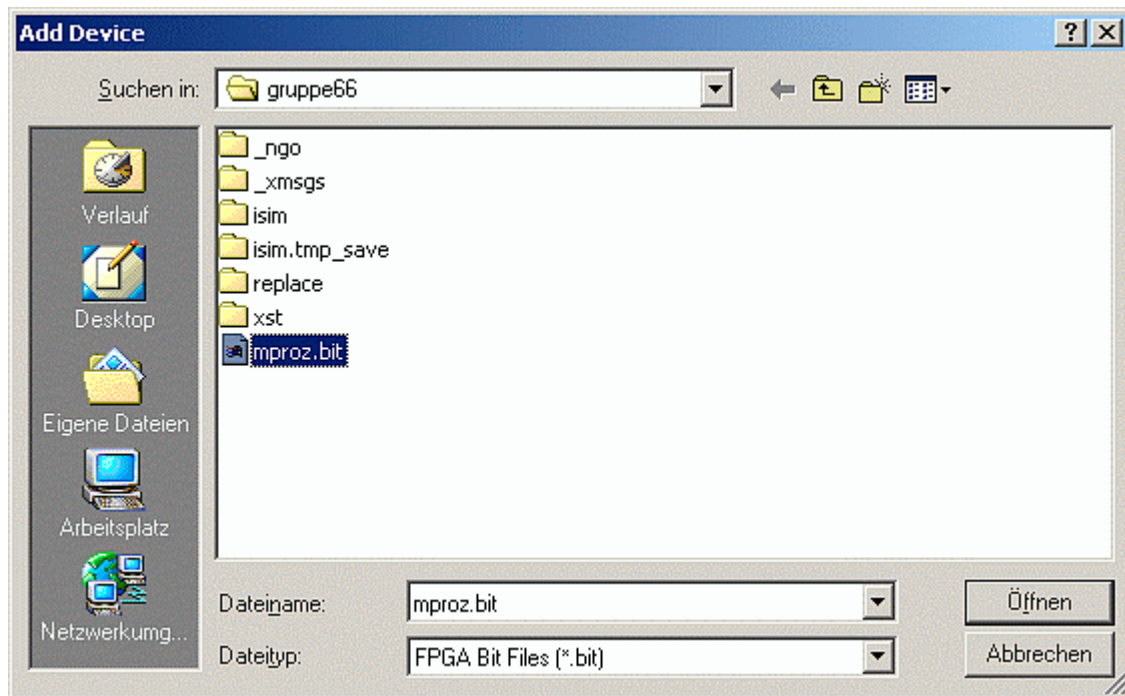 Add Device
Suchen in: gruppe66
_ngo
_xmsgs
isim
isim.tmp_save
replace
xst
mproz.bit
Verlauf
Desktop
Eigene Dateien
Arbeitsplatz
Netzwerkumg...
Dateiname: mproz.bit Öffnen
Dateityp: FPGA Bit Files (*.bit) Abbrechen